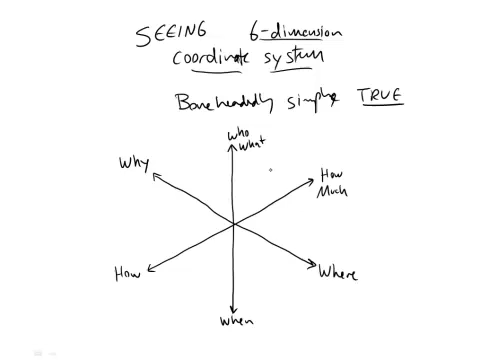 SEEING 6-dimension
coordinate system
Boneheadedly simple TRUE
Who
What
Why
How
Much
How
Where
When